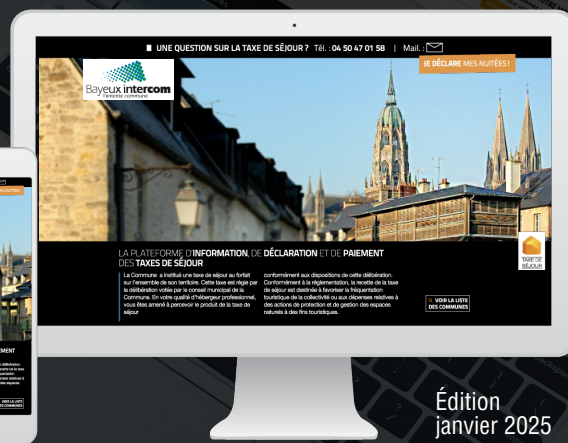 UNE QUESTION SUR LA TAXE DE SÉJOUR ? Tél. : 04 50 47 01 58 | Mail. :
JE DÉCLARE MES NUITÉES !
Bayeux intercom
l'entente commune
LA PLATEFORME D'INFORMATION, DE DÉCLARATION ET DE PAIEMENT
DES TAXES DE SÉJOUR
La Commune a institué une taxe de séjour au forfait
sur l'ensemble de son territoire. Cette taxe est régie par
la délibération votée par le conseil municipal de la
Commune. En votre qualité d'hébergeur professionnel,
vous êtes amené à percevoir le produit de la taxe de
séjour
conformément aux dispositions de cette délibération.
Conformément à la réglementation, la recette de la taxe
de séjour est destinée à favoriser la fréquentation
touristique de la collectivité ou aux dépenses relatives à
des actions de protection et de gestion des espaces
naturels à des fins touristiques.
TAXE DE
SÉJOUR
VOIR LA LISTE
DES COMMUNES
Édition
janvier 2025